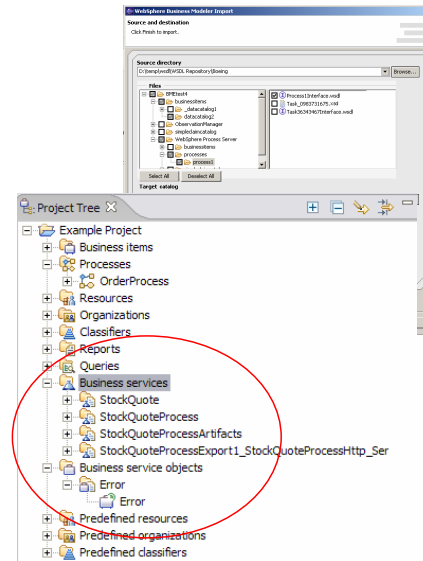 WebSphere Business Modeler Import
Source and destination
Click Finish to import.
Source directory
D:\temp\wsdl\WSDL Repository\Boeing
Browse...
Files
BMEtest4
businessitems
_datacatalog1
datacatalog2
ObservationManager
simpledaimcatalog
WebSphere Process Server
businessitems
processes
process1
Process1Interface.wsdl
Task36343467Interface.wsdl
Select All
Deselect All
Target catalog
Project Tree
Example Project
Business items
Processes
OrderProcess
Resources
Organizations
Classifiers
Reports
Queries
Business services
StockQuote
StockQuoteProcess
StockQuoteProcessArtifacts
StockQuoteProcessExport1_StockQuoteProcessHttp_Ser
Business service objects
Error
Error
Predefined resources
Predefined organizations
Predefined classifiers